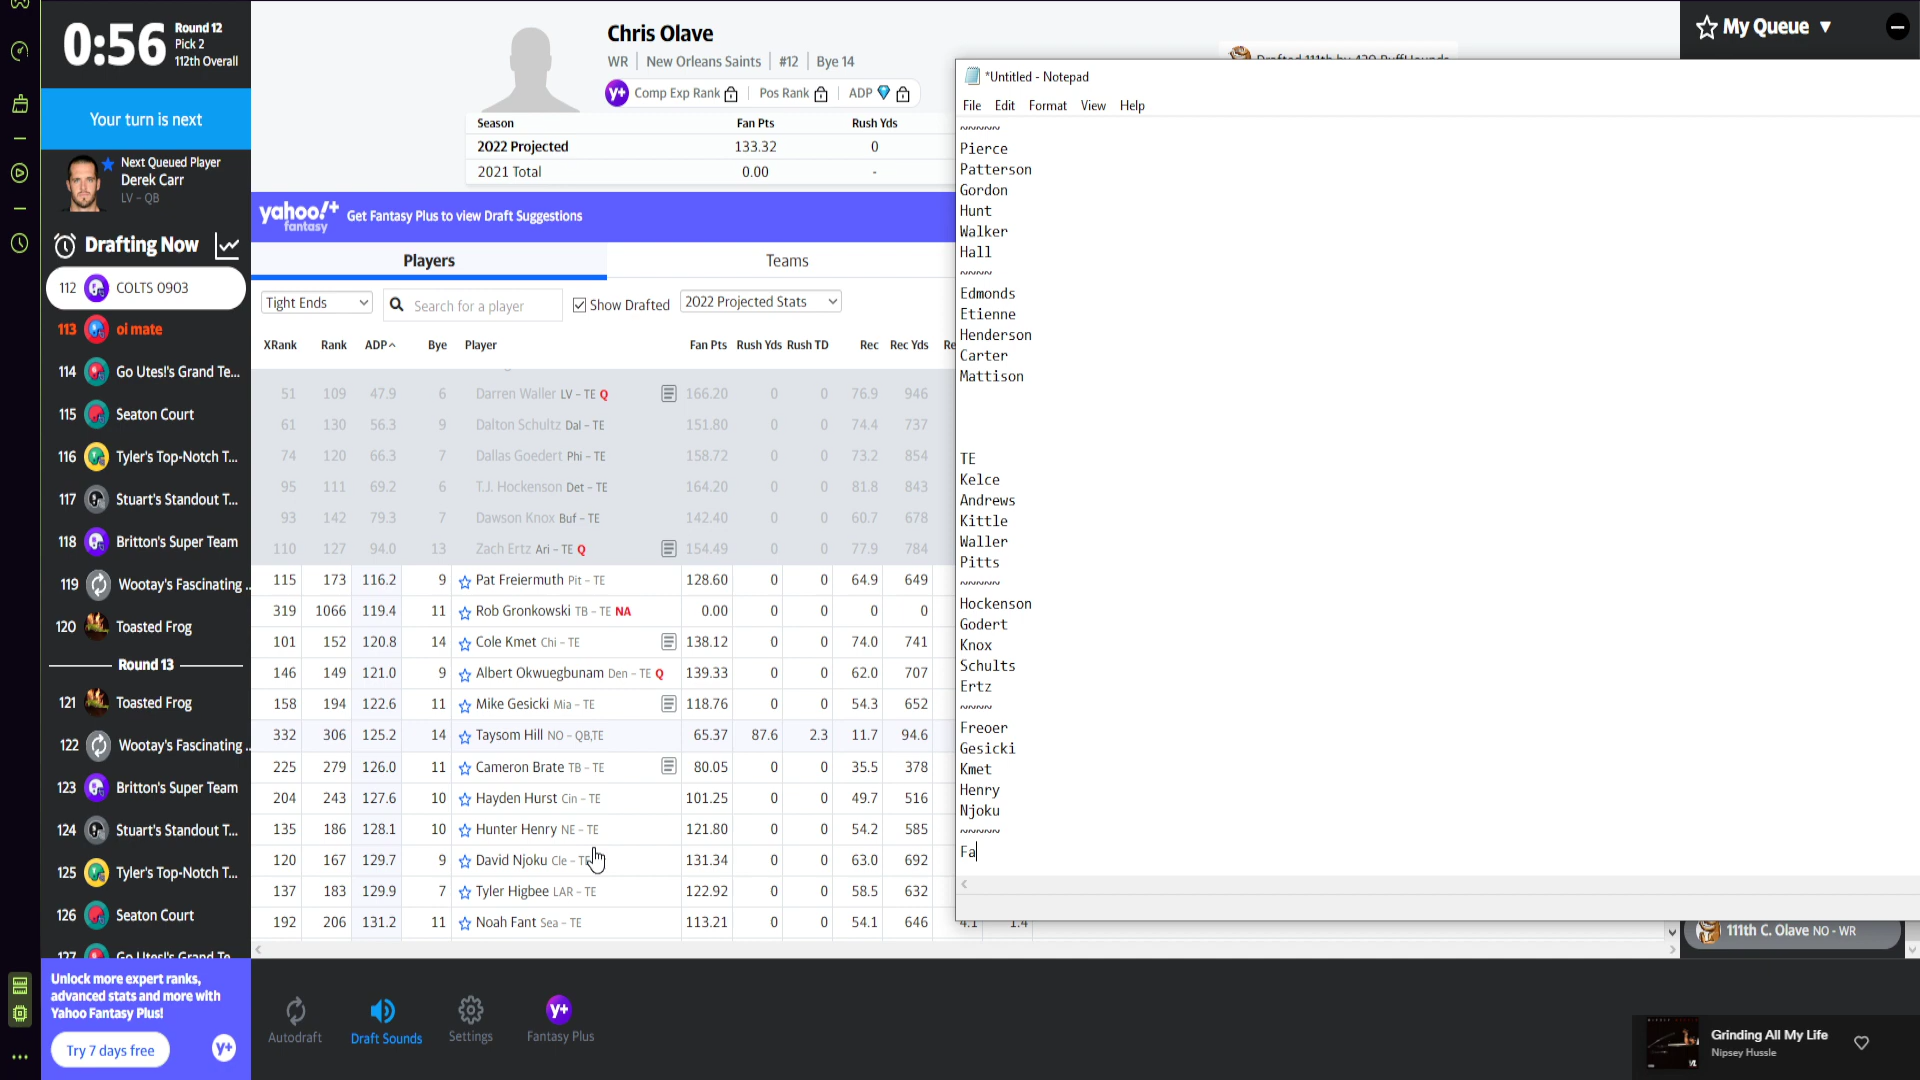 0:56
Round 12
Pick 2
112th Overall
Your turn is next
Next Queued Player
Derek Carr
LV - QB
Drafting Now
112 COLTS 0903
113 oi mate
114 Go Utes!'s Grand Te...
115 Seaton Court
116 Tyler's Top-Notch T...
117 Stuart's Standout T...
118 Britton's Super Team
119 Wootay's Fascinating ..
120 Toasted Frog
Round 13
121 Toasted Frog
122 Wootay's Fascinating ..
123 Britton's Super Team
124 Stuart's Standout T...
125 Tyler's Top-Notch T...
126 Seaton Court
127 Go Utes!'s Grand Te...
Unlock more expert ranks,
advanced stats and more with
Yahoo Fantasy Plus!
Try 7 days free
y+
Chris Olave
WR New Orleans Saints #12 Bye 14
y+ Comp Exp Rank Pos Rank ADP
Season Fan Pts Rush Yds
2022 Projected 133.32 0
2021 Total 0.00 -
yahoo!+
fantasy
Get Fantasy Plus to view Draft Suggestions
Players Teams
Tight Ends Search for a player Show Drafted 2022 Projected Stats
XRank Rank ADP Bye Player Fan Pts Rush Yds Rush TD Rec Rec Yds Re
51 109 47.9 6 Darren Waller LV - TE Q 166.20 0 0 76.9 946
61 130 56.3 9 Dalton Schultz Dal - TE 151.80 0 0 74.4 737
74 120 66.3 7 Dallas Goedert Phi - TE 158.72 0 0 73.2 854
95 111 69.2 6 T.J. Hockenson Det - TE 164.20 0 0 81.8 843
93 142 79.3 7 Dawson Knox Buf - TE 142.40 0 0 60.7 678
110 127 94.0 13 Zach Ertz Ari - TE Q 154.49 0 0 77.9 784
115 173 116.2 9 Pat Freiermuth Pit - TE 128.60 0 0 64.9 649
319 1066 119.4 11 Rob Gronkowski TB - TE NA 0.00 0 0 0 0
101 152 120.8 14 Cole Kmet Chi - TE 138.12 0 0 74.0 741
146 149 121.0 9 Albert Okwuegbunam Den - TE Q 139.33 0 0 62.0 707
158 194 122.6 11 Mike Gesicki Mia - TE 118.76 0 0 54.3 652
332 306 125.2 14 Taysom Hill NO - QB,TE 65.37 87.6 2.3 11.7 94.6
225 279 126.0 11 Cameron Brate TB - TE 80.05 0 0 35.5 378
204 243 127.6 10 Hayden Hurst Cin - TE 101.25 0 0 49.7 516
135 186 128.1 10 Hunter Henry NE - TE 121.80 0 0 54.2 585
120 167 129.7 9 David Njoku Cle - TE 131.34 0 0 63.0 692
137 183 129.9 7 Tyler Higbee LAR - TE 122.92 0 0 58.5 632
192 206 131.2 11 Noah Fant Sea - TE 113.21 0 0 54.1 646 4.1 1.4
Autodraft
Draft Sounds
Settings
y+
Fantasy Plus
Drafted 111th by 420 PuffHounds
*Untitled - Notepad
File Edit Format View Help
~~~~~
Pierce
Patterson
Gordon
Hunt
Walker
Hall
~~~~
Edmonds
Etienne
Henderson
Carter
Mattison
TE
Kelce
Andrews
Kittle
Waller
Pitts
~~~~~
Hockenson
Godert
Knox
Schults
Ertz
~~~~
Freoer
Gesicki
Kmet
Henry
Njoku
~~~~~
Fa
My Queue
111th C. Olave NO - WR
Grinding All My Life
Nipsey Hussle